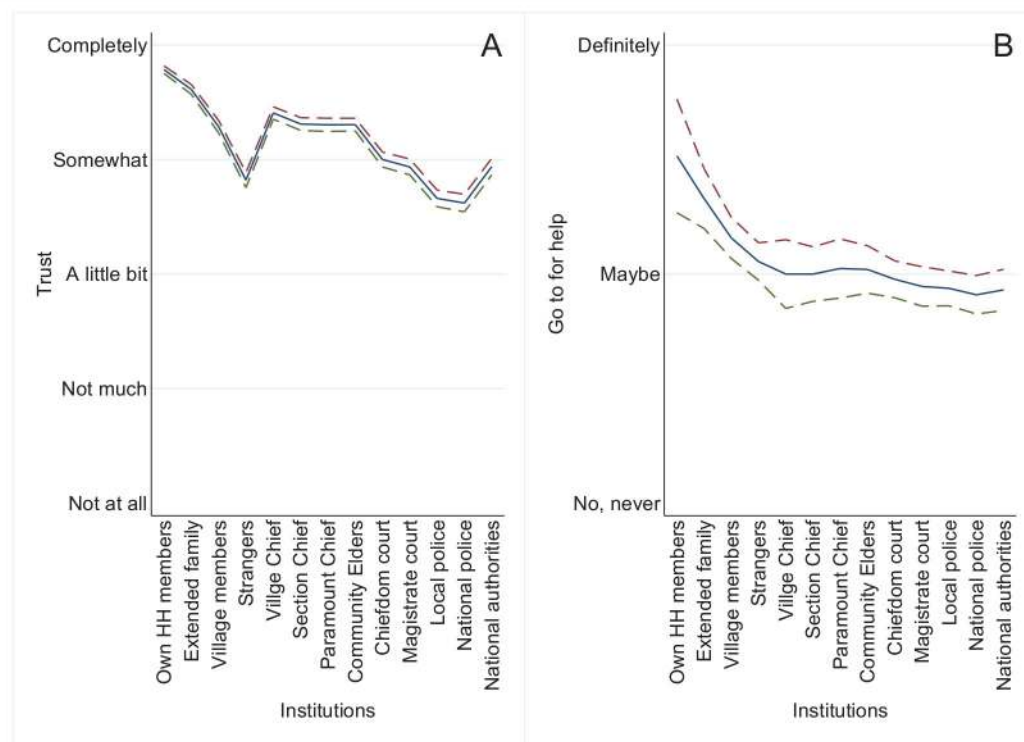 A
Completely
Somewhat
A little bit
Not much
Not at all
Trust
Own HH members
Extended family
Village members
Strangers
Villge Chief
Section Chief
Paramount Chief
Community Elders
Chiefdom court
Magistrate court
Local police
National police
National authorities
Institutions
B
Definitely
Maybe
No, never
Go to for help
Own HH members
Extended family
Village members
Strangers
Villge Chief
Section Chief
Paramount Chief
Community Elders
Chiefdom court
Magistrate court
Local police
National police
National authorities
Institutions